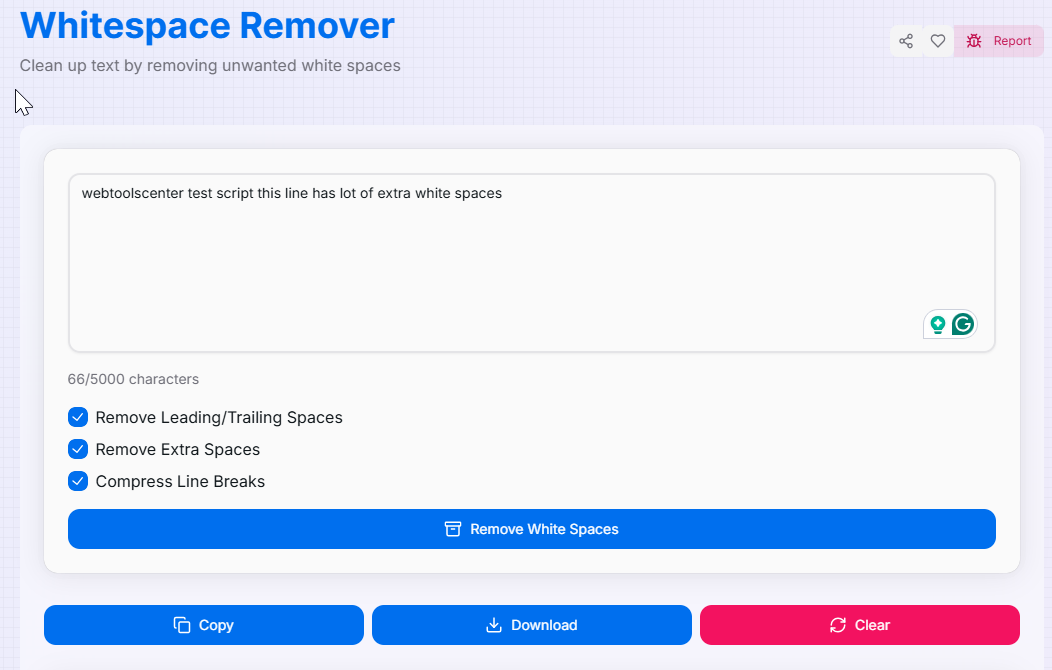 Whitespace Remover
Clean up text by removing unwanted white spaces
Report
webtoolscenter test script this line has lot of extra white spaces
66/5000 characters
Remove Leading/Trailing Spaces
Remove Extra Spaces
Compress Line Breaks
Remove White Spaces
Copy
Download
Clear